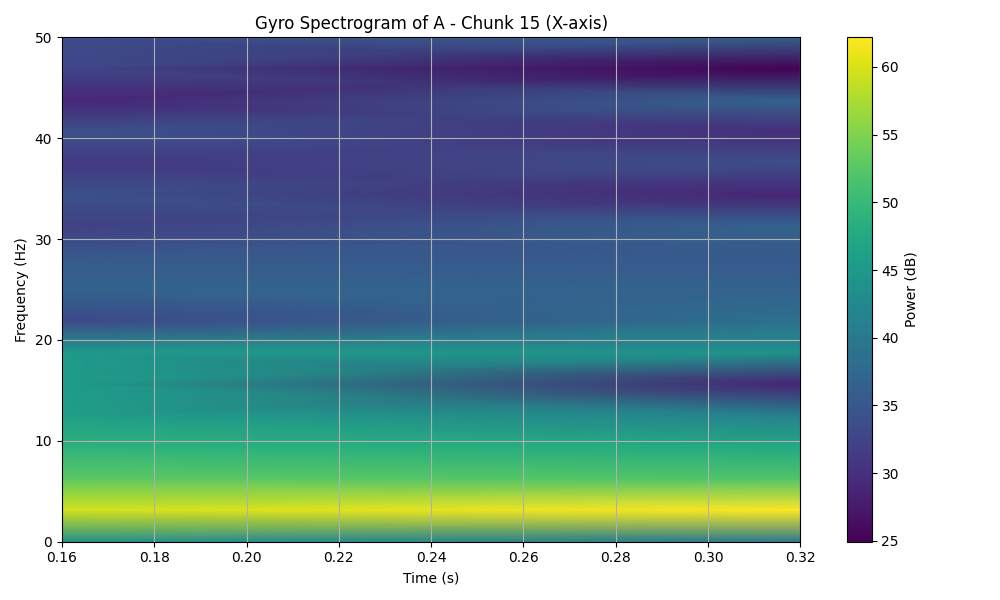 Gyro Spectrogram of A - Chunk 15 (X-axis)
50
40
30
20
10
0
Frequency (Hz)
0.16 0.18 0.20 0.22 0.24 0.26 0.28 0.30 0.32
Time (s)
60
55
50
45
40
35
30
25
Power (dB)